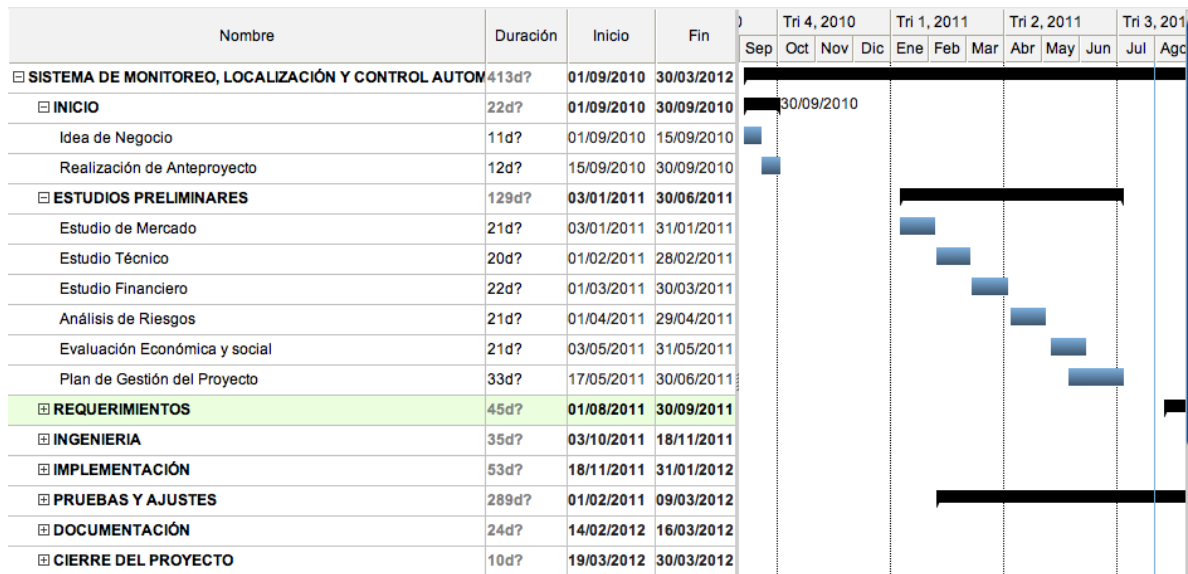 Nombre Duración Inicio Fin
) Tri 4, 2010 Tri 1, 2011 Tri 2, 2011 Tri 3, 201
Sep Oct Nov Dic Ene Feb Mar Abr May Jun Jul Ago
SISTEMA DE MONITOREO, LOCALIZACIÓN Y CONTROL AUTOM 413d? 01/09/2010 30/03/2012
INICIO 22d? 01/09/2010 30/09/2010 30/09/2010
Idea de Negocio 11d? 01/09/2010 15/09/2010
Realización de Anteproyecto 12d? 15/09/2010 30/09/2010
ESTUDIOS PRELIMINARES 129d? 03/01/2011 30/06/2011
Estudio de Mercado 21d? 03/01/2011 31/01/2011
Estudio Técnico 20d? 01/02/2011 28/02/2011
Estudio Financiero 22d? 01/03/2011 30/03/2011
Análisis de Riesgos 21d? 01/04/2011 29/04/2011
Evaluación Económica y social 21d? 03/05/2011 31/05/2011
Plan de Gestión del Proyecto 33d? 17/05/2011 30/06/2011
REQUERIMIENTOS 45d? 01/08/2011 30/09/2011
INGENIERIA 35d? 03/10/2011 18/11/2011
IMPLEMENTACIÓN 53d? 18/11/2011 31/01/2012
PRUEBAS Y AJUSTES 289d? 01/02/2011 09/03/2012
DOCUMENTACIÓN 24d? 14/02/2012 16/03/2012
CIERRE DEL PROYECTO 10d? 19/03/2012 30/03/2012